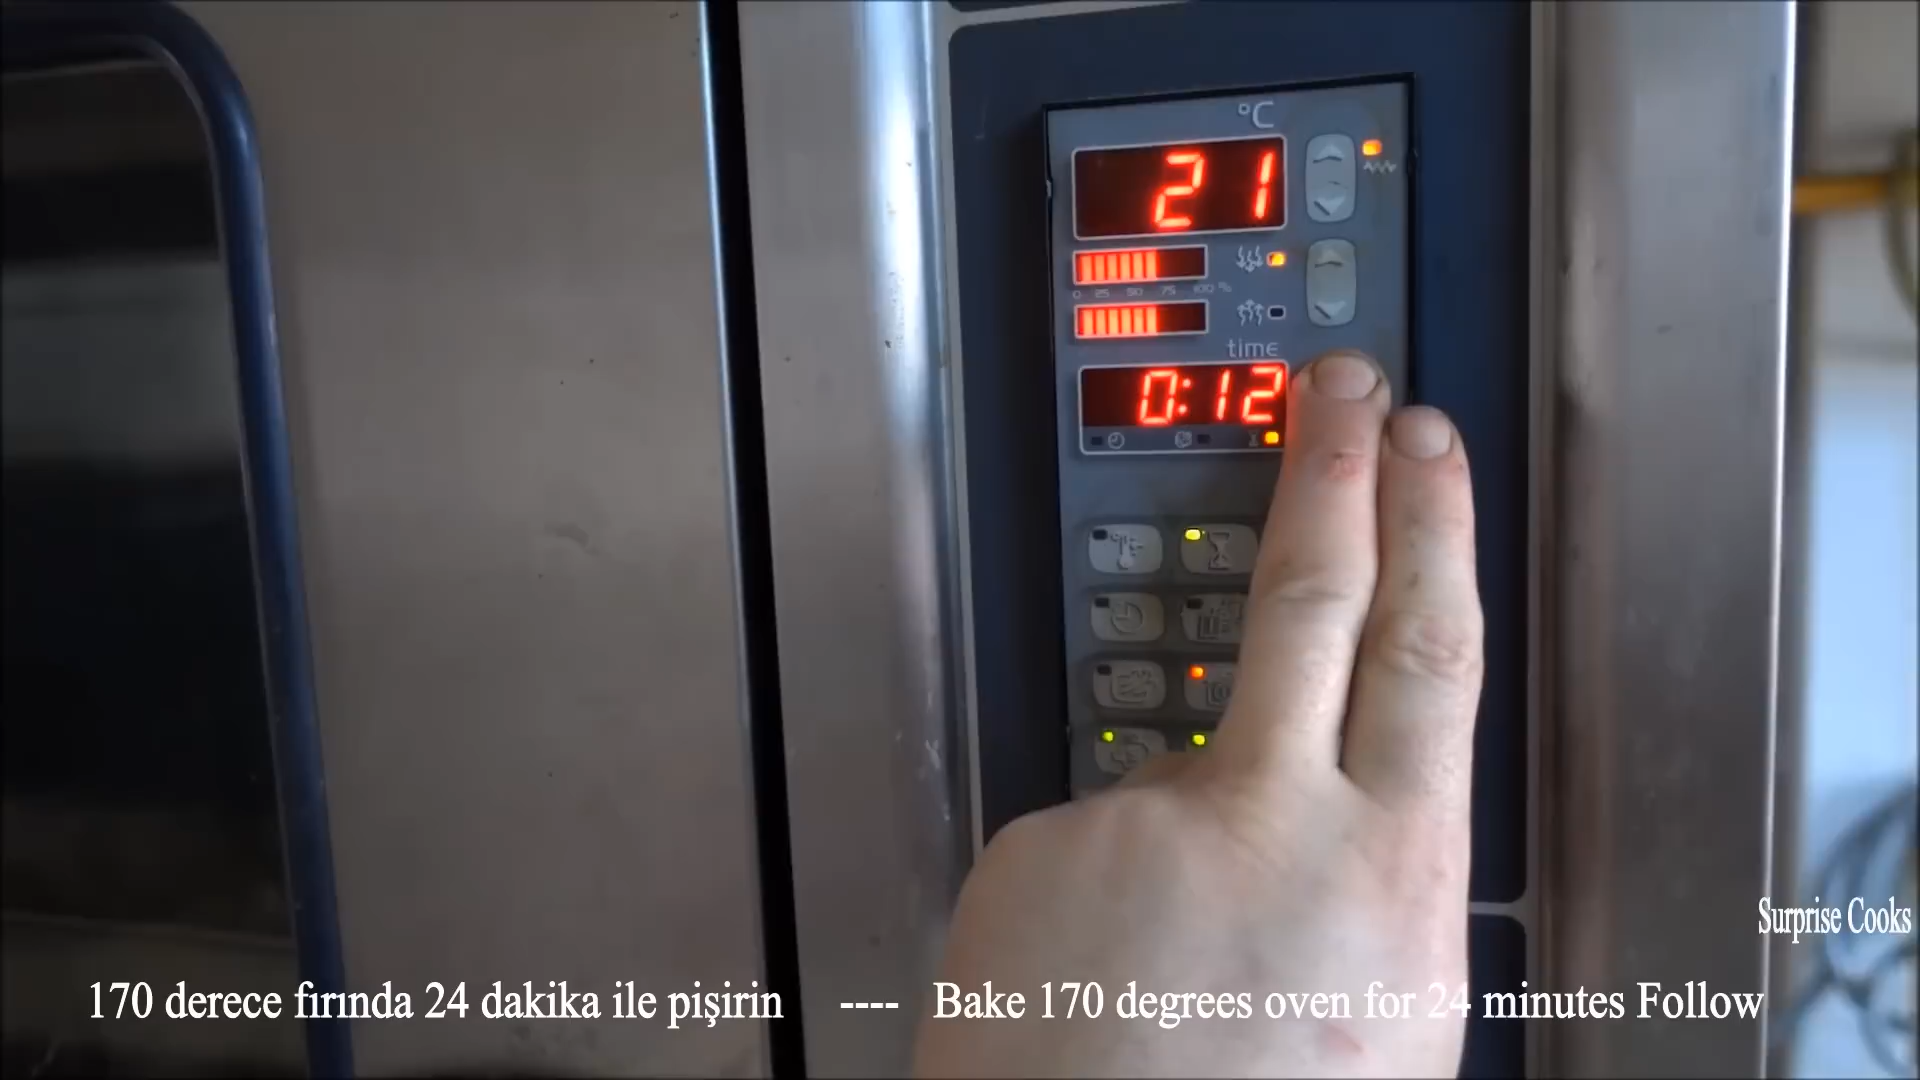 °C
21
0 25 50 75 100 %
time
0:12
Surprise Cooks
170 derece fırında 24 dakika ile pişirin ---- Bake 170 degrees oven for 24 minutes Follow